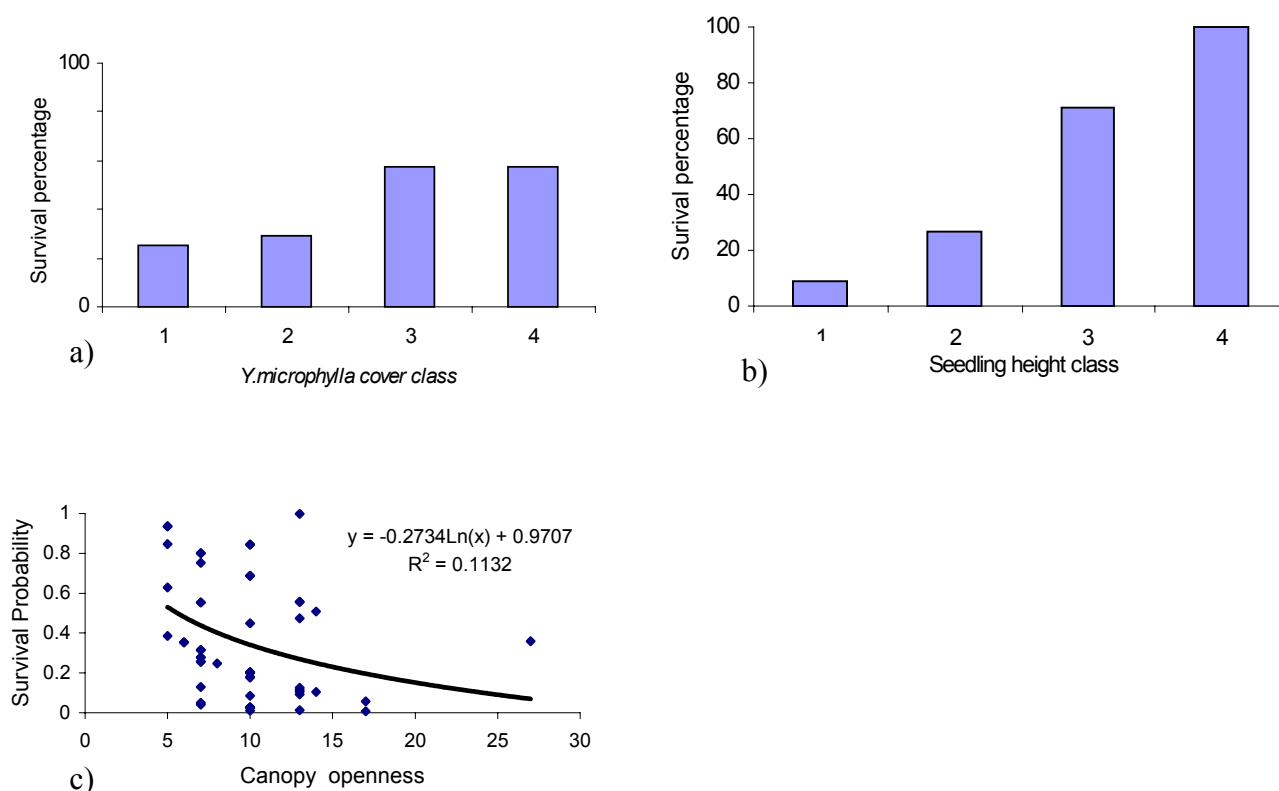 100
0
Survival percentage
1 2 3 4
a)
Y.microphylla cover class
100
80
60
40
20
0
Surival percentage
1 2 3 4
b)
Seedling height class
1
0.8
0.6
0.4
0.2
0
Survival Probability
y = -0.2734Ln(x) + 0.9707
R² = 0.1132
0 5 10 15 20 25 30
c)
Canopy openness